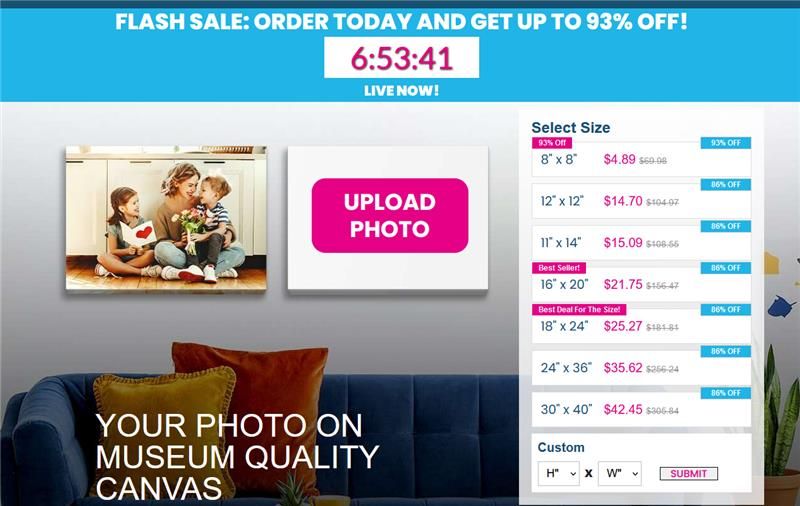 FLASH SALE: ORDER TODAY AND GET UP TO 93% OFF!
6:53:41
LIVE NOW!
UPLOAD
PHOTO
YOUR PHOTO ON
MUSEUM QUALITY
CANVAS
Select Size
93% Off 93% OFF
8" x 8" $4.89 $69.98
86% OFF
12" x 12" $14.70 $104.97
86% OFF
11" x 14" $15.09 $108.55
Best Seller! 86% OFF
16" x 20" $21.75 $156.47
Best Deal For The Size! 86% OFF
18" x 24" $25.27 $181.81
86% OFF
24" x 36" $35.62 $256.24
86% OFF
30" x 40" $42.45 $305.84
Custom
H" x W" SUBMIT